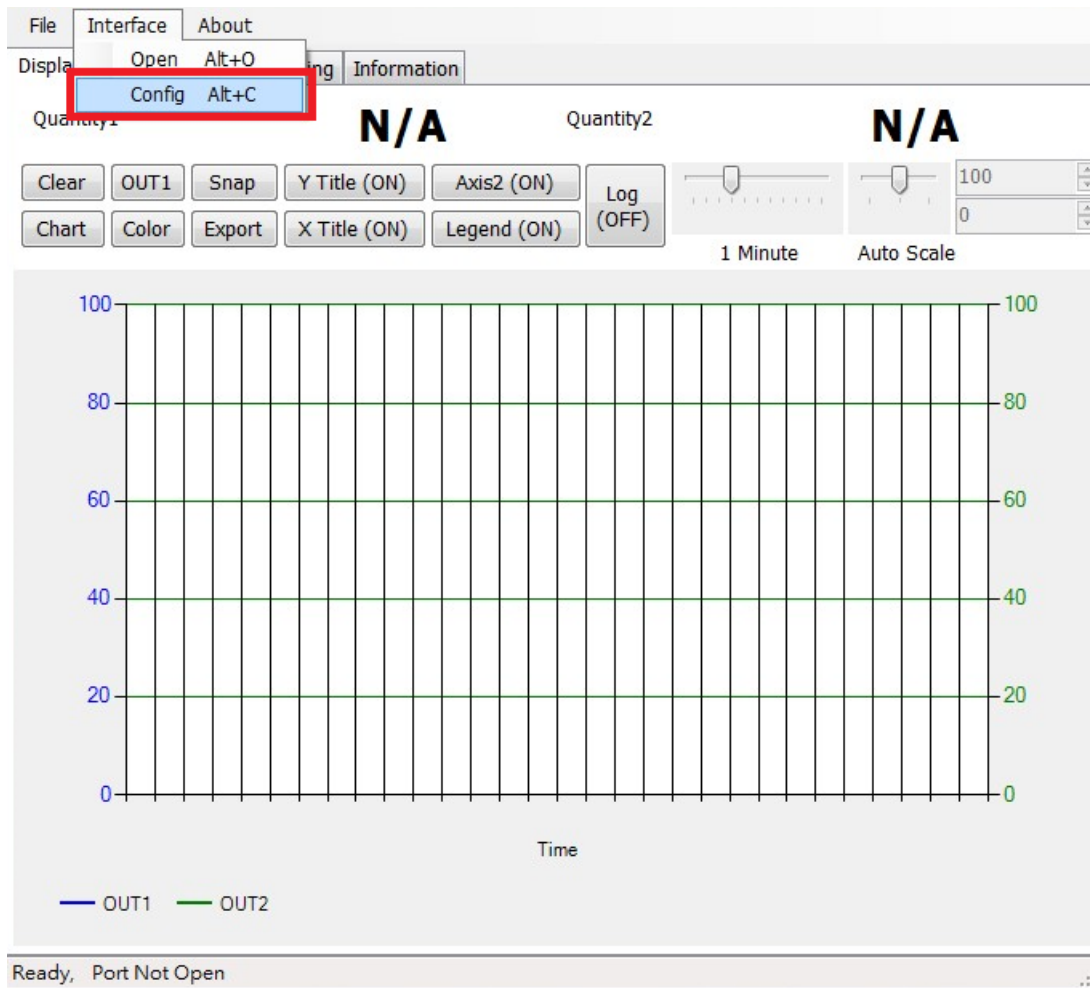 File Interface About
Open Alt+O
Displa ng Information
Config Alt+C
Quantity1 N/A Quantity2 N/A
Clear OUT1 Snap Y Title (ON) Axis2 (ON) Log (OFF) 100
Chart Color Export X Title (ON) Legend (ON) 0
1 Minute Auto Scale
100 100
80 80
60 60
40 40
20 20
0 0
Time
OUT1 OUT2
Ready, Port Not Open